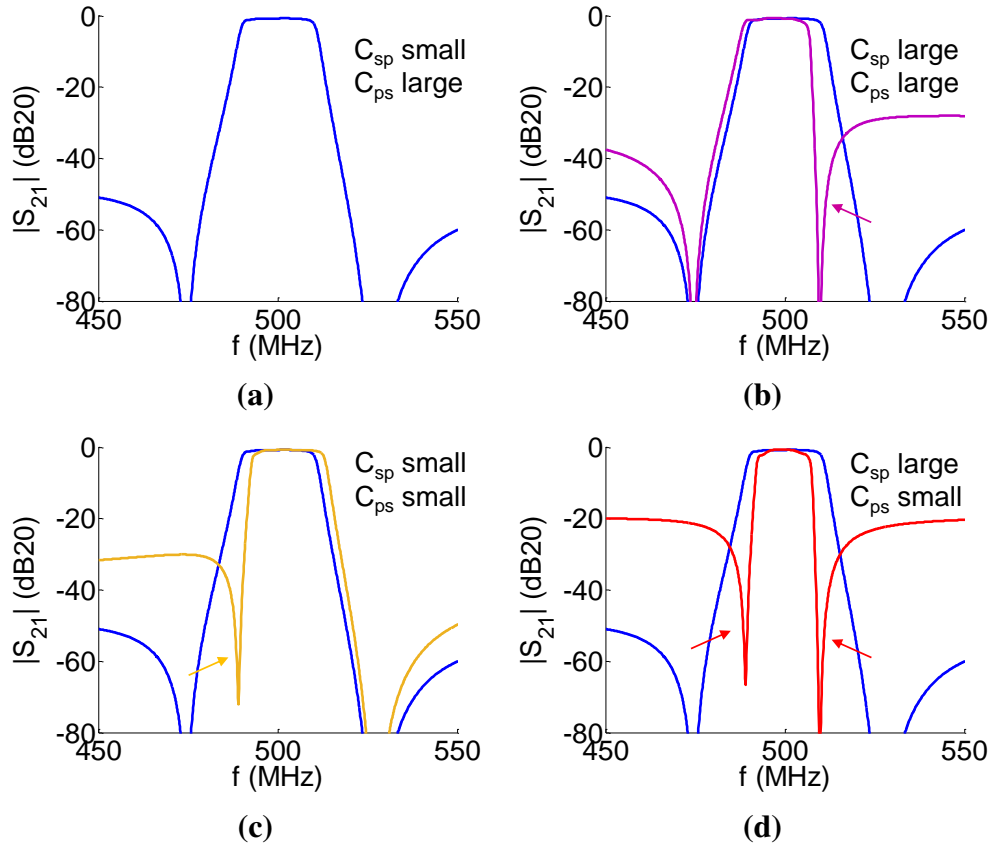 0
-20
-40
-60
-80
|S21| (dB20)
Csp small
Cps large
450
500
550
f (MHz)
(a)
0
-20
-40
-60
-80
|S21| (dB20)
Csp large
Cps large
450
500
550
f (MHz)
(b)
0
-20
-40
-60
-80
|S21| (dB20)
Csp small
Cps small
450
500
550
f (MHz)
(c)
0
-20
-40
-60
-80
|S21| (dB20)
Csp large
Cps small
450
500
550
f (MHz)
(d)